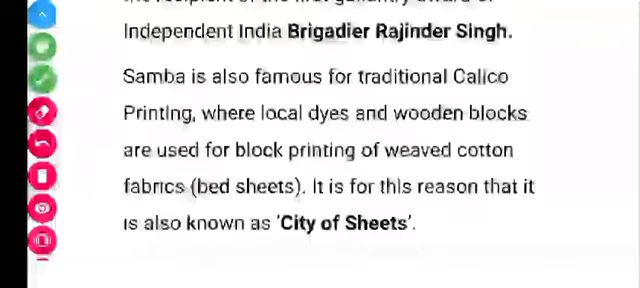 Independent India Brigadier Rajinder Singh.
Samba is also famous for traditional Calico
Printing, where local dyes and wooden blocks
are used for block printing of weaved cotton
fabrics (bed sheets). It is for this reason that it
is also known as 'City of Sheets'.